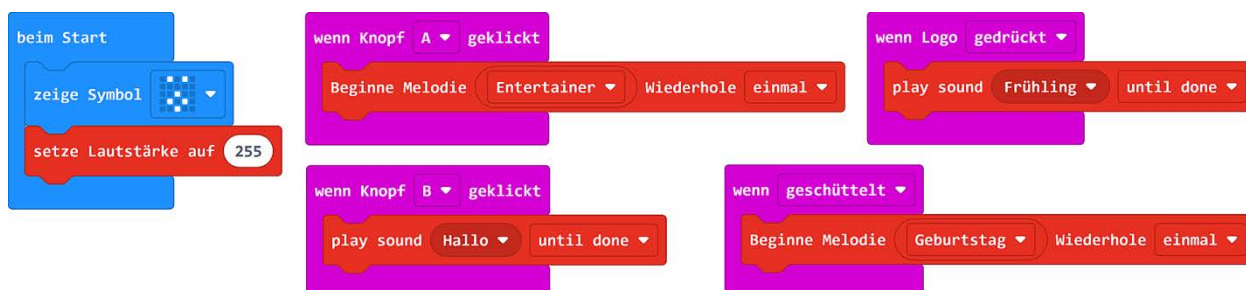 beim Start
zeige Symbol
setze Lautstärke auf 255
wenn Knopf A geklickt
Beginne Melodie Entertainer Wiederhole einmal
wenn Logo gedrückt
play sound Frühling until done
wenn Knopf B geklickt
play sound Hallo until done
wenn geschüttelt
Beginne Melodie Geburtstag Wiederhole einmal